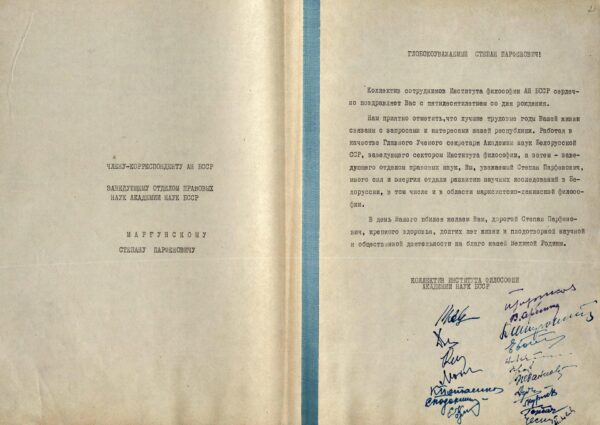 ЧЛЕНУ-КОРРЕСПОНДЕНТУ АН БССР
ЗАВЕДУЮЩЕМУ ОТДЕЛОМ ПРАВОВЫХ
НАУК АКАДЕМИИ НАУК БССР
МАРГУНСКОМУ
СТЕПАНУ ПАРФЕНОВИЧУ
ГЛУБОКОУВАЖАЕМЫЙ СТЕПАН ПАРФЕНОВИЧ!
Коллектив сотрудников Института философии АН БССР сердеч-
но поздравляет Вас с пятидесятилетием со дня рождения.
Нам приятно отметить, что лучшие трудовые годы Вашей жизни
связаны с запросами и интересами нашей республики. Работая в
качестве Главного Ученого секретаря Академии наук Белорусской
ССР, заведующего сектором Института философии, а затем - заве-
дующего отделом правовых наук, Вы, уважаемый Степан Парфенович,
много сил и энергии отдали развитию научных исследований в Бе-
лоруссии, в том числе и в области марксистско-ленинской филосо-
фии.
В день Вашего юбилея желаем Вам, дорогой Степан Парфе-
нович, крепкого здоровья, долгих лет жизни и плодотворной научной
и общественной деятельности на благо нашей Великой Родины.
КОЛЛЕКТИВ ИНСТИТУТА ФИЛОСОФИИ
АКАДЕМИИ НАУК БССР